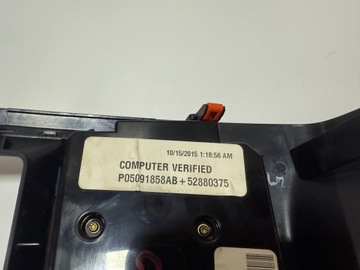 10/15/2015 1:18:56 AM
COMPUTER VERIFIED
P05091858AB+52880375